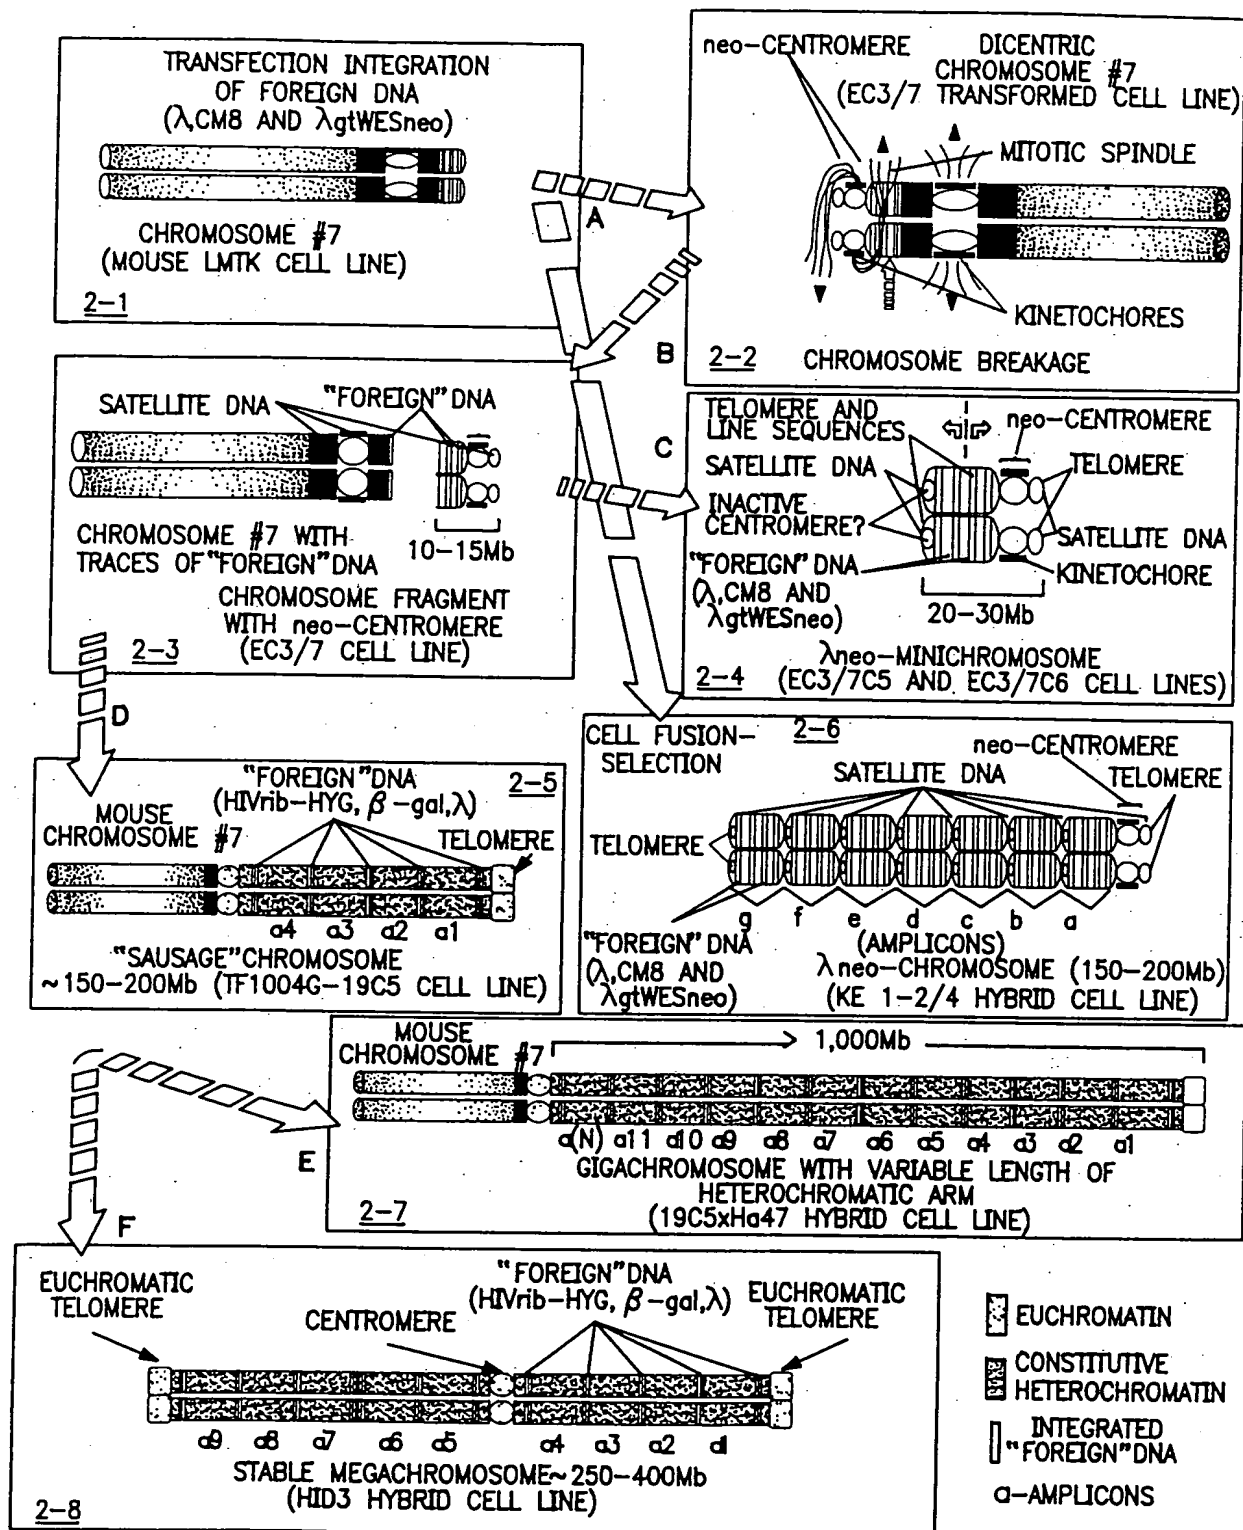 TRANSFECTION INTEGRATION
OF FOREIGN DNA
(λ,CM8 AND λgtWESneo)
CHROMOSOME #7
(MOUSE LMTK CELL LINE)
2-1
neo-CENTROMERE
DICENTRIC
CHROMOSOME #7
(EC3/7 TRANSFORMED CELL LINE)
MITOTIC SPINDLE
KINETOCHORES
2-2 CHROMOSOME BREAKAGE
A
B
SATELLITE DNA
"FOREIGN" DNA
10-15Mb
CHROMOSOME #7 WITH
TRACES OF "FOREIGN" DNA
CHROMOSOME FRAGMENT
WITH neo-CENTROMERE
(EC3/7 CELL LINE)
2-3
C
TELOMERE AND
LINE SEQUENCES
neo-CENTROMERE
SATELLITE DNA
TELOMERE
INACTIVE
CENTROMERE?
SATELLITE DNA
"FOREIGN" DNA
(λ,CM8 AND
λgtWESneo)
KINETOCHORE
20-30Mb
λneo-MINICHROMOSOME
2-4 (EC3/7C5 AND EC3/7C6 CELL LINES)
D
"FOREIGN" DNA
(HIVrib-HYG, β-gal,λ)
2-5
MOUSE
CHROMOSOME #7
TELOMERE
a4 a3 a2 a1
"SAUSAGE" CHROMOSOME
~150-200Mb (TF1004G-19C5 CELL LINE)
2-6
CELL FUSION-
SELECTION
neo-CENTROMERE
SATELLITE DNA
TELOMERE
TELOMERE
g f e d c b a
"FOREIGN" DNA
(λ,CM8 AND
λgtWESneo)
(AMPLICONS)
λ neo-CHROMOSOME (150-200Mb)
(KE 1-2/4 HYBRID CELL LINE)
MOUSE
CHROMOSOME #7
> 1,000Mb
a(N) a11 a10 a9 a8 a7 a6 a5 a4 a3 a2 a1
GIGACHROMOSOME WITH VARIABLE LENGTH OF
HETEROCHROMATIC ARM
(19C5xHa47 HYBRID CELL LINE)
2-7
E
F
EUCHROMATIC
TELOMERE
CENTROMERE
"FOREIGN" DNA
(HIVrib-HYG, β-gal,λ)
EUCHROMATIC
TELOMERE
a9 a8 a7 a6 a5 a4 a3 a2 a1
STABLE MEGACHROMOSOME~250-400Mb
(HID3 HYBRID CELL LINE)
2-8
EUCHROMATIN
CONSTITUTIVE
HETEROCHROMATIN
INTEGRATED
"FOREIGN" DNA
a-AMPLICONS